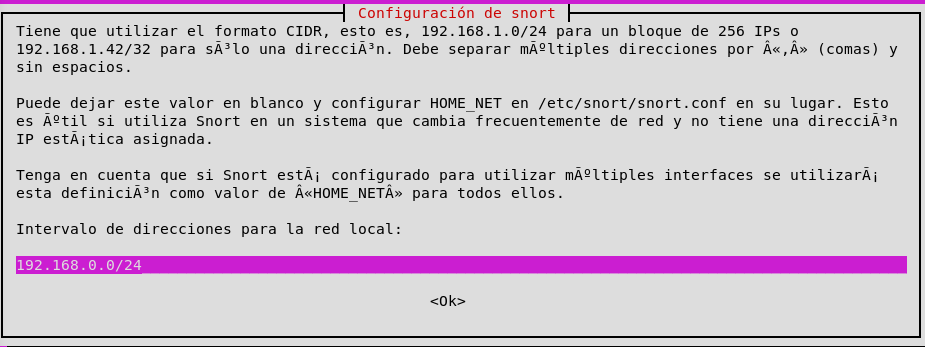 Configuración de snort
Tiene que utilizar el formato CIDR, esto es, 192.168.1.0/24 para un bloque de 256 IPs o
192.168.1.42/32 para sÃ³lo una direcciÃ³n. Debe separar mÃºltiples direcciones por Â«,Â» (comas) y
sin espacios.
Puede dejar este valor en blanco y configurar HOME_NET en /etc/snort/snort.conf en su lugar. Esto
es Ãºtil si utiliza Snort en un sistema que cambia frecuentemente de red y no tiene una direcciÃ³n
IP estÃ¡tica asignada.
Tenga en cuenta que si Snort estÃ¡ configurado para utilizar mÃºltiples interfaces se utilizarÃ¡
esta definiciÃ³n como valor de Â«HOME_NETÂ» para todos ellos.
Intervalo de direcciones para la red local:
192.168.0.0/24
<Ok>